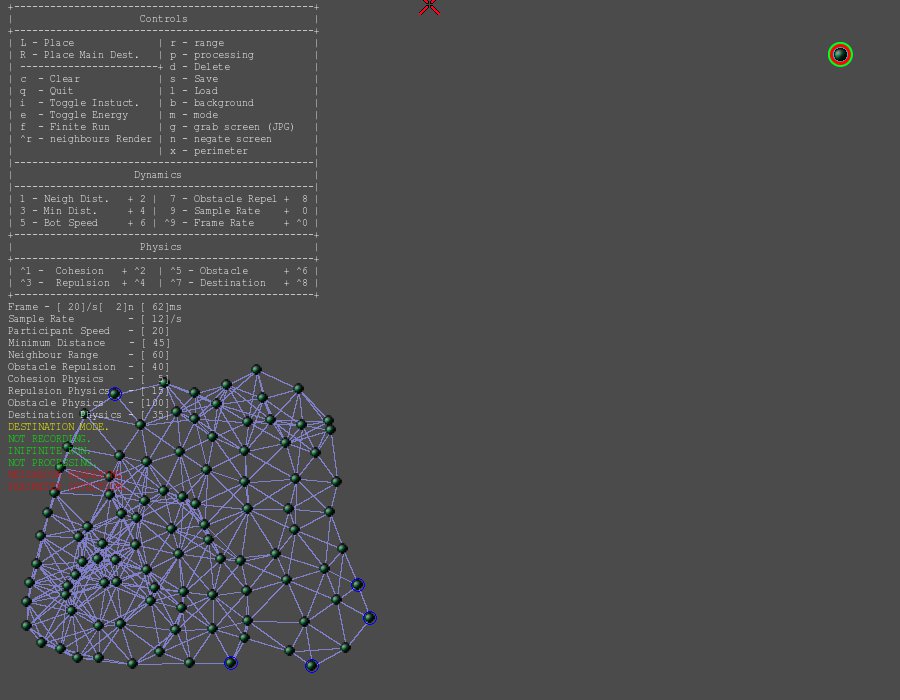 +---------------------------------------------------+
| Controls |
+---------------------------------------------------+
| L - Place | r - range |
| R - Place Main Dest. | p - processing |
| -----------------------+ d - Delete |
| c - Clear | s - Save |
| q - Quit | l - Load |
| i - Toggle Instuct. | b - background |
| e - Toggle Energy | m - mode |
| f - Finite Run | g - grab screen (JPG) |
| ^r - neighbours Render | n - negate screen |
| | x - perimeter |
|---------------------------------------------------|
| Dynamics |
|---------------------------------------------------|
| 1 - Neigh Dist. + 2 | 7 - Obstacle Repel + 8 |
| 3 - Min Dist. + 4 | 9 - Sample Rate + 0 |
| 5 - Bot Speed + 6 | ^9 - Frame Rate + ^0 |
+---------------------------------------------------+
| Physics |
+---------------------------------------------------+
| ^1 - Cohesion + ^2 | ^5 - Obstacle + ^6 |
| ^3 - Repulsion + ^4 | ^7 - Destination + ^8 |
+---------------------------------------------------+
Frame - [ 20]/s[ 2]n [ 62]ms
Sample Rate - [ 12]/s
Participant Speed - [ 20]
Minimum Distance - [ 45]
Neighbour Range - [ 60]
Obstacle Repulsion - [ 40]
Cohesion Physics - [ 5]
Repulsion Physics - [ 15]
Obstacle Physics - [100]
Destination Physics - [ 35]
DESTINATION MODE.
NOT RECORDING.
INIFINITE RUN.
NOT PROCESSING.